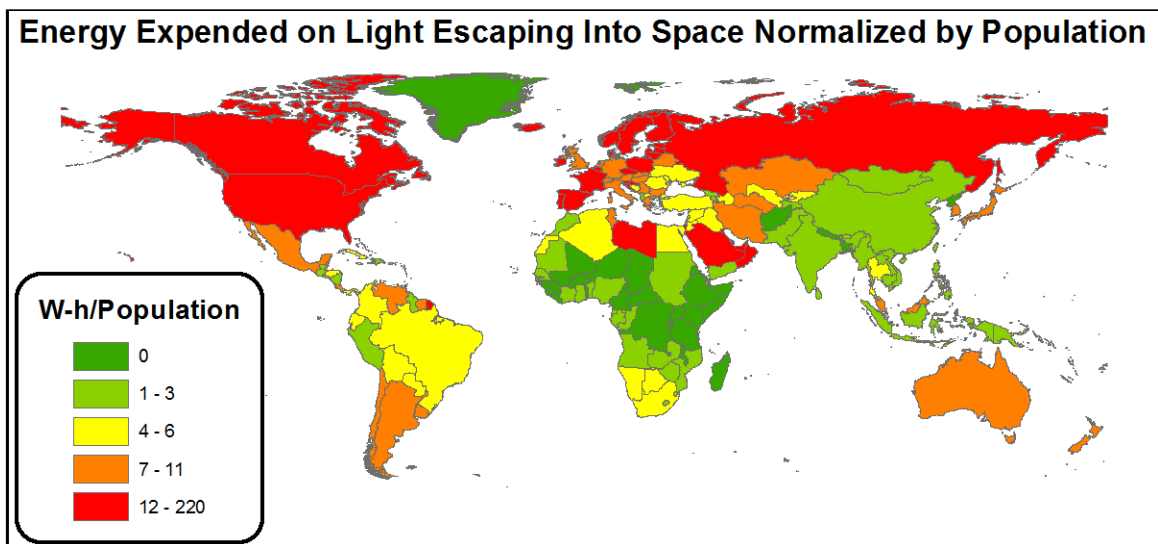 Energy Expended on Light Escaping Into Space Normalized by Population
W-h/Population
0
1 - 3
4 - 6
7 - 11
12 - 220